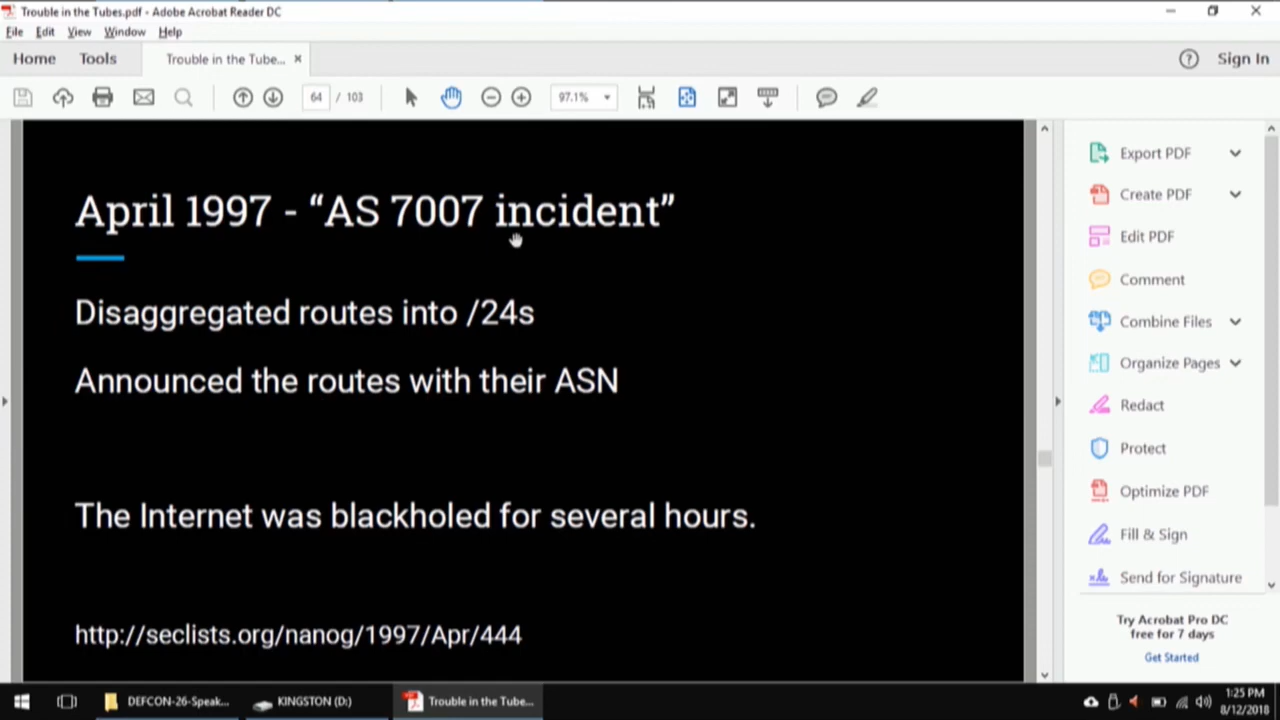 Trouble in the Tubes.pdf - Adobe Acrobat Reader DC
File Edit View Window Help
Home Tools Trouble in the Tube... × Sign In
64 / 103 97.1%
April 1997 - “AS 7007 incident”
Disaggregated routes into /24s
Announced the routes with their ASN
The Internet was blackholed for several hours.
http://seclists.org/nanog/1997/Apr/444
Export PDF
Create PDF
Edit PDF
Comment
Combine Files
Organize Pages
Redact
Protect
Optimize PDF
Fill & Sign
Send for Signature
Try Acrobat Pro DC
free for 7 days
Get Started
DEFCON-26-Speak... KINGSTON (D:) Trouble in the Tube...
1:25 PM
8/12/2018